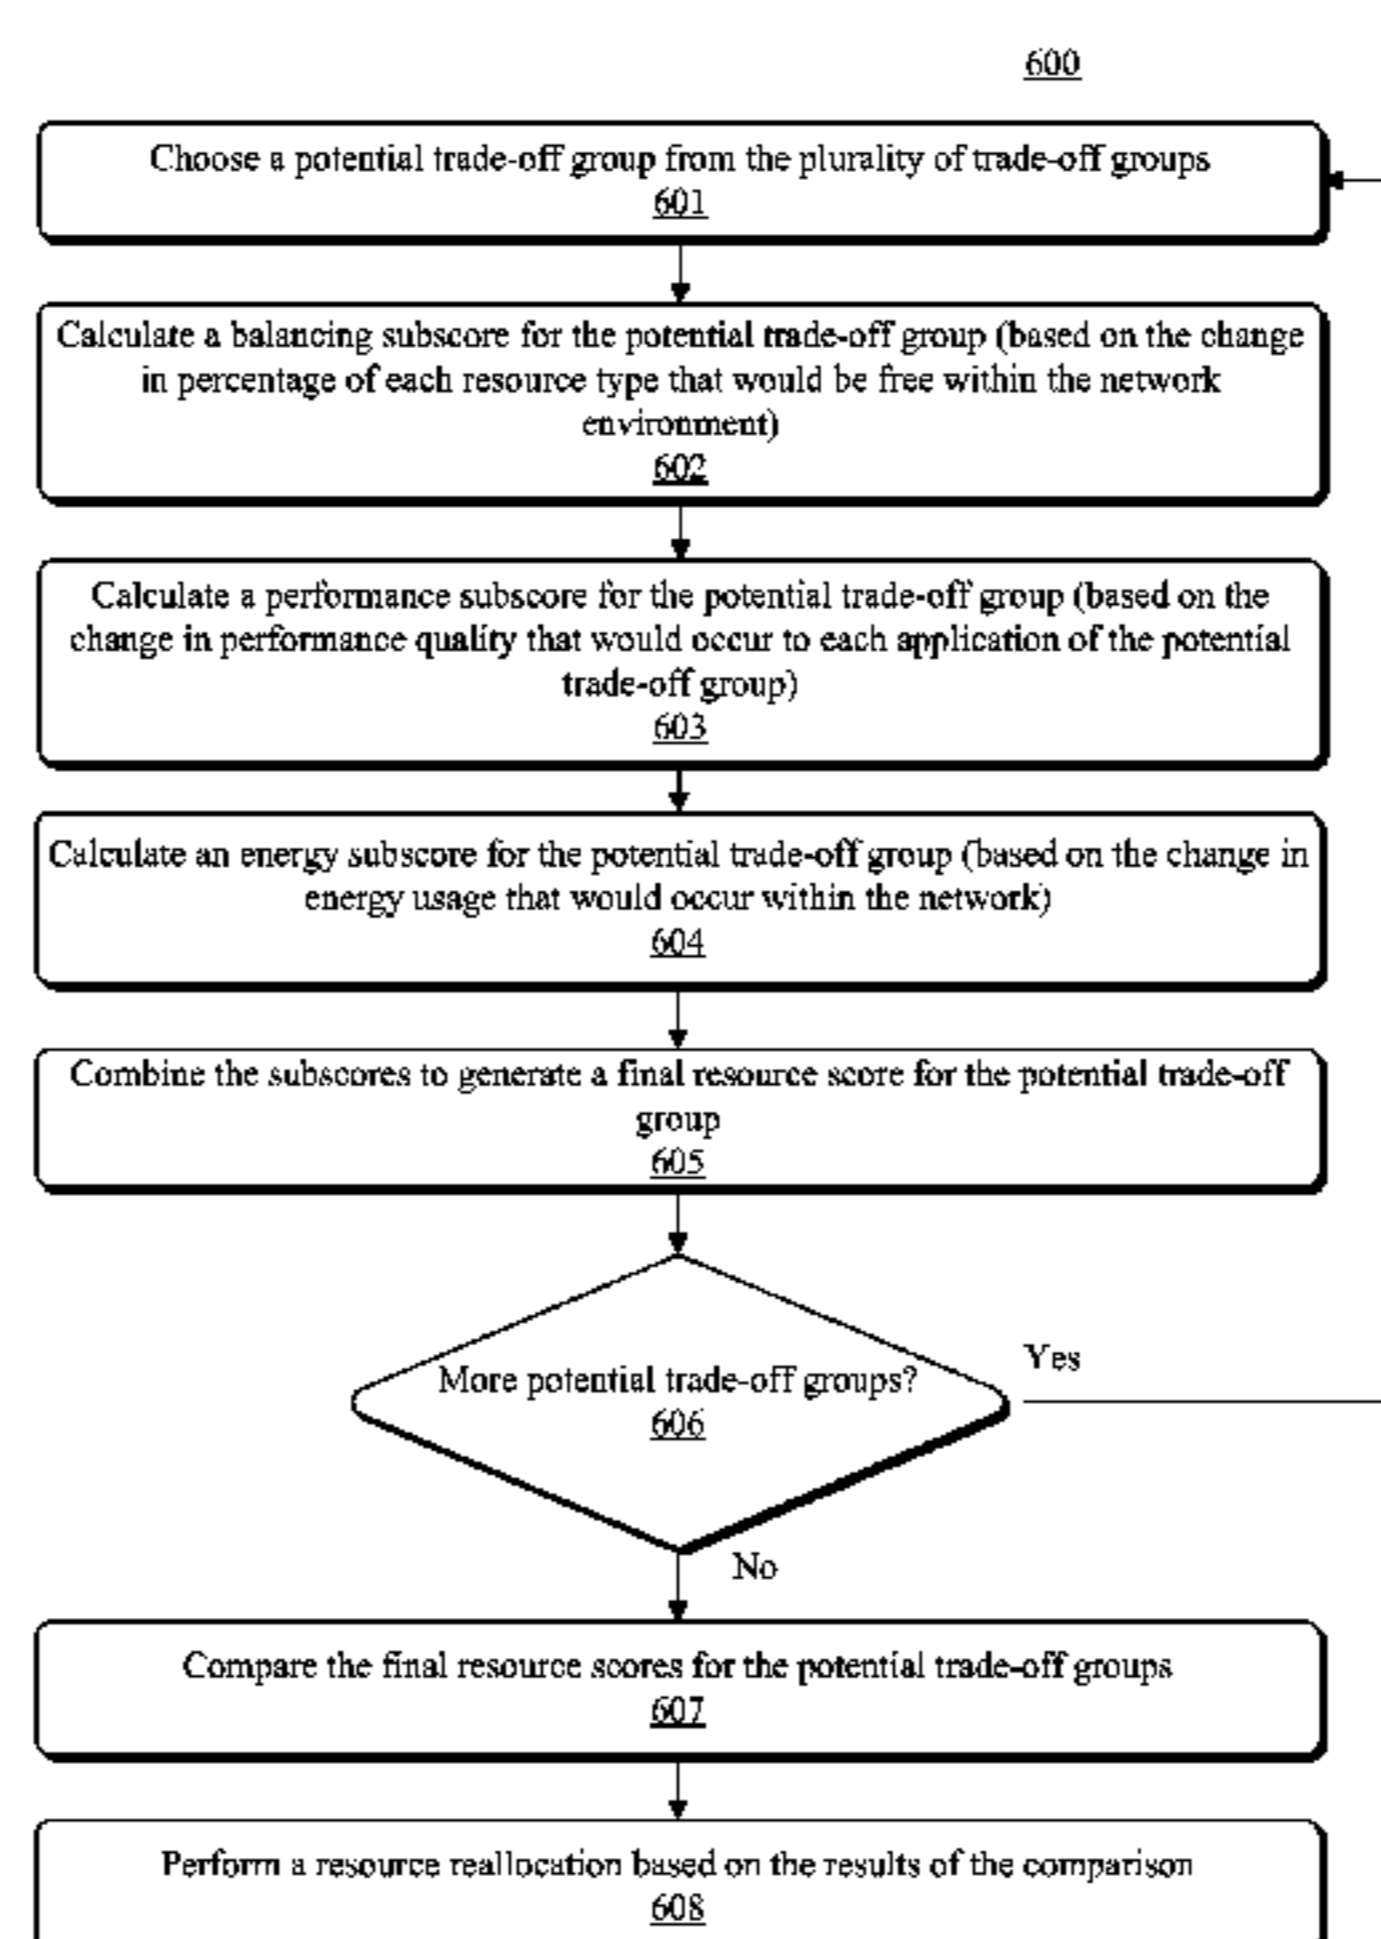 600
Choose a potential trade-off group from the plurality of trade-off groups
601
Calculate a balancing subscore for the potential trade-off group (based on the change
in percentage of each resource type that would be free within the network
environment)
602
Calculate a performance subscore for the potential trade-off group (based on the
change in performance quality that would occur to each application of the potential
trade-off group)
603
Calculate an energy subscore for the potential trade-off group (based on the change in
energy usage that would occur within the network)
604
Combine the subscores to generate a final resource score for the potential trade-off
group
605
More potential trade-off groups?
606
Yes
No
Compare the final resource scores for the potential trade-off groups
607
Perform a resource reallocation based on the results of the comparison
608